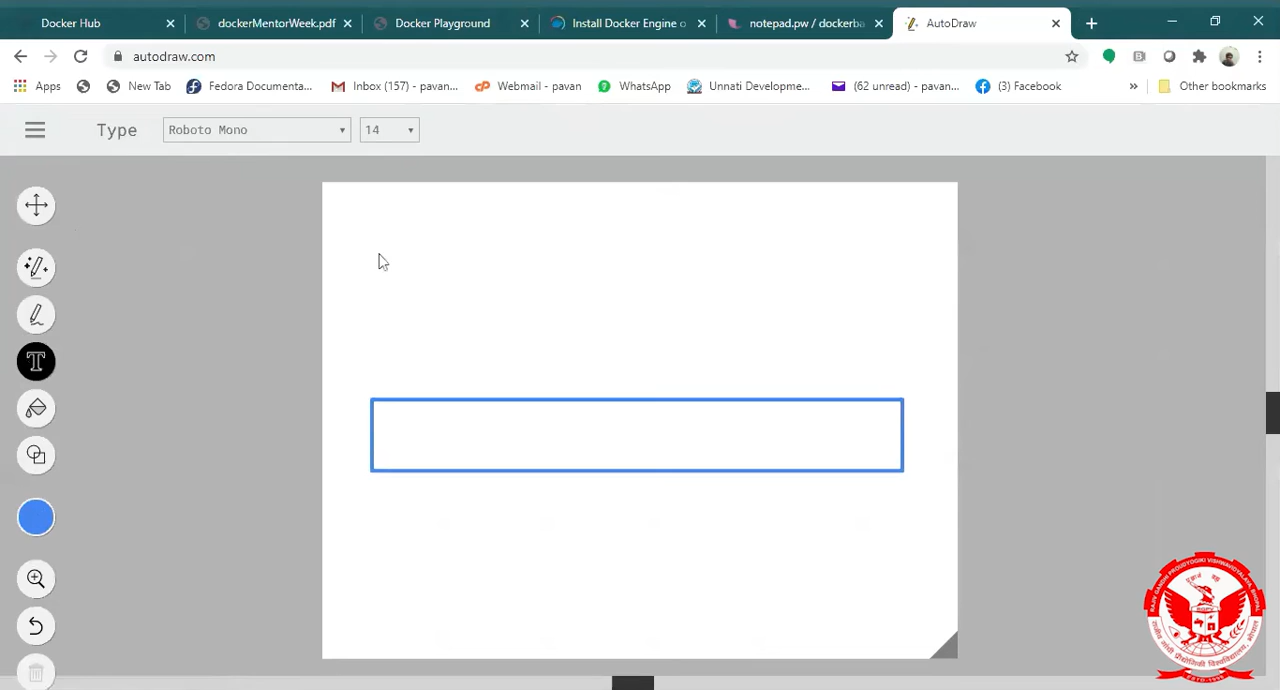 Docker Hub
dockerMentorWeek.pdf
Docker Playground
Install Docker Engine o
notepad.pw / dockerba
AutoDraw
autodraw.com
Apps
New Tab
Fedora Documenta...
Inbox (157) - pavan...
Webmail - pavan
WhatsApp
Unnati Developme...
(62 unread) - pavan...
(3) Facebook
»
Other bookmarks
Type
Roboto Mono
14
T